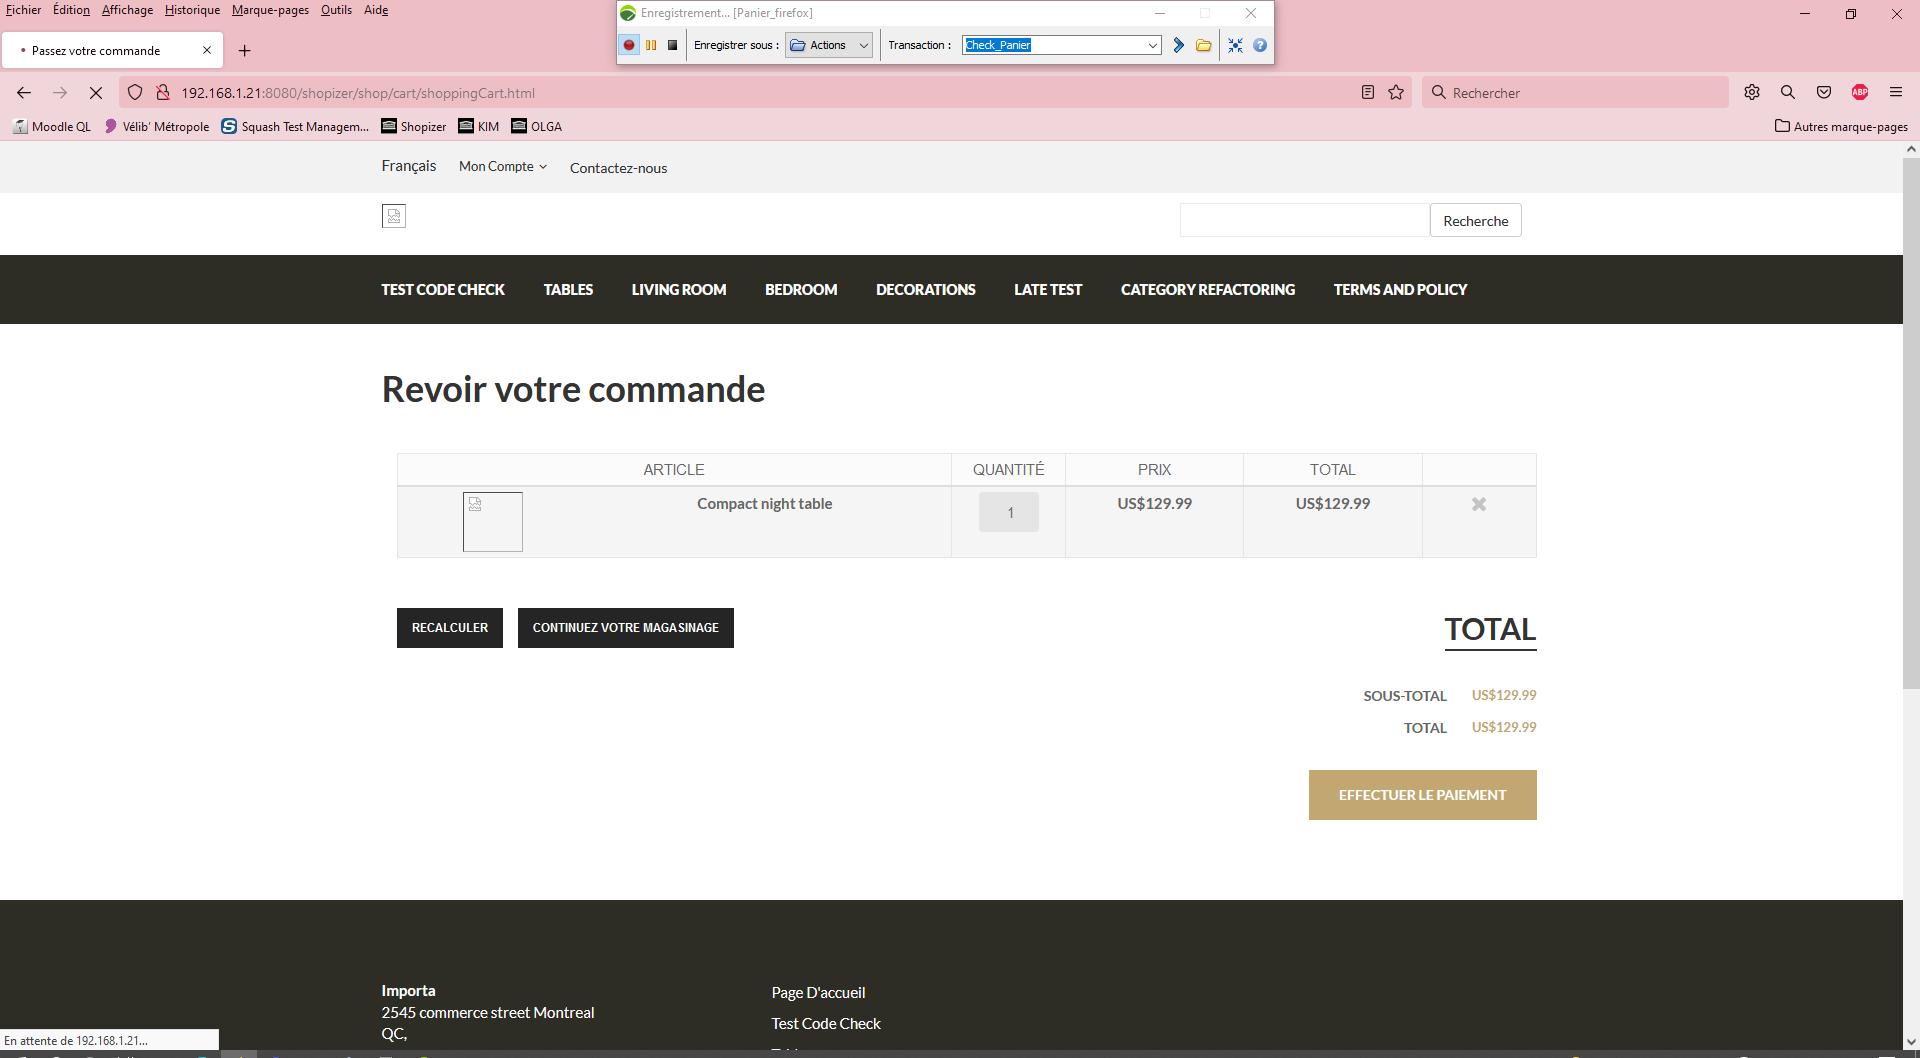 Fichier Édition Affichage Historique Marque-pages Outils Aide
Enregistrement... [Panier_firefox]
Enregistrer sous : Actions Transaction : Check_Panier
Passez votre commande
192.168.1.21:8080/shopizer/shop/cart/shoppingCart.html
Rechercher
ABP
Moodle QL Vélib' Métropole Squash Test Managem... Shopizer KIM OLGA Autres marque-pages
Français Mon Compte Contactez-nous
Recherche
TEST CODE CHECK TABLES LIVING ROOM BEDROOM DECORATIONS LATE TEST CATEGORY REFACTORING TERMS AND POLICY
Revoir votre commande
ARTICLE QUANTITÉ PRIX TOTAL
Compact night table 1 US$129.99 US$129.99
RECALCULER CONTINUEZ VOTRE MAGASINAGE
TOTAL
SOUS-TOTAL US$129.99
TOTAL US$129.99
EFFECTUER LE PAIEMENT
Importa
2545 commerce street Montreal
QC,
Page D'accueil
Test Code Check
En attente de 192.168.1.21...